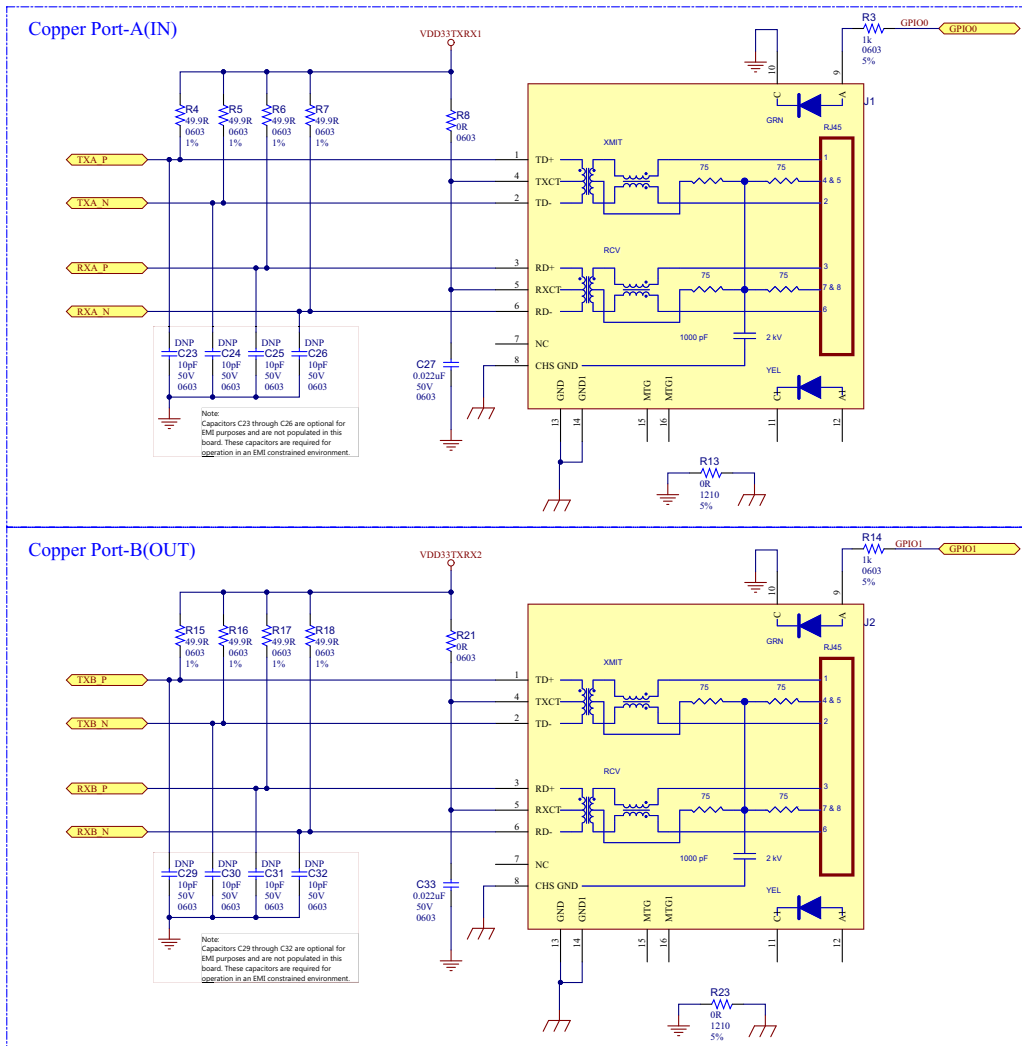 Copper Port-A(IN)
VDD33TXRX1
R3
1k
0603
5%
GPIO0
GPIO0
R4
49.9R
0603
1%
R5
49.9R
0603
1%
R6
49.9R
0603
1%
R7
49.9R
0603
1%
R8
0R
0603
10
9
C
A
GRN
J1
RJ45
XMIT
TXA_P
1
TD+
75
75
1
4
TXCT
4 & 5
TXA_N
2
TD-
2
RCV
RXA_P
3
RD+
75
75
3
5
RXCT
7 & 8
RXA_N
6
RD-
6
1000 pF
2 kV
7
NC
8
CHS GND
DNP
C23
10pF
50V
0603
DNP
C24
10pF
50V
0603
DNP
C25
10pF
50V
0603
DNP
C26
10pF
50V
0603
C27
0.022uF
50V
0603
YEL
GND
GND1
MTG
MTG1
C1
A1
13
14
15
16
11
12
Note:
Capacitors C23 through C26 are optional for
EMI purposes and are not populated in this
board. These capacitors are required for
operation in an EMI constrained environment.
R13
0R
1210
5%
Copper Port-B(OUT)
VDD33TXRX2
R14
1k
0603
5%
GPIO1
GPIO1
R15
49.9R
0603
1%
R16
49.9R
0603
1%
R17
49.9R
0603
1%
R18
49.9R
0603
1%
R21
0R
0603
10
9
C
A
GRN
J2
RJ45
XMIT
TXB_P
1
TD+
75
75
1
4
TXCT
4 & 5
TXB_N
2
TD-
2
RCV
RXB_P
3
RD+
75
75
3
5
RXCT
7 & 8
RXB_N
6
RD-
6
1000 pF
2 kV
7
NC
8
CHS GND
DNP
C29
10pF
50V
0603
DNP
C30
10pF
50V
0603
DNP
C31
10pF
50V
0603
DNP
C32
10pF
50V
0603
C33
0.022uF
50V
0603
YEL
GND
GND1
MTG
MTG1
C1
A1
13
14
15
16
11
12
Note:
Capacitors C29 through C32 are optional for
EMI purposes and are not populated in this
board. These capacitors are required for
operation in an EMI constrained environment.
R23
0R
1210
5%